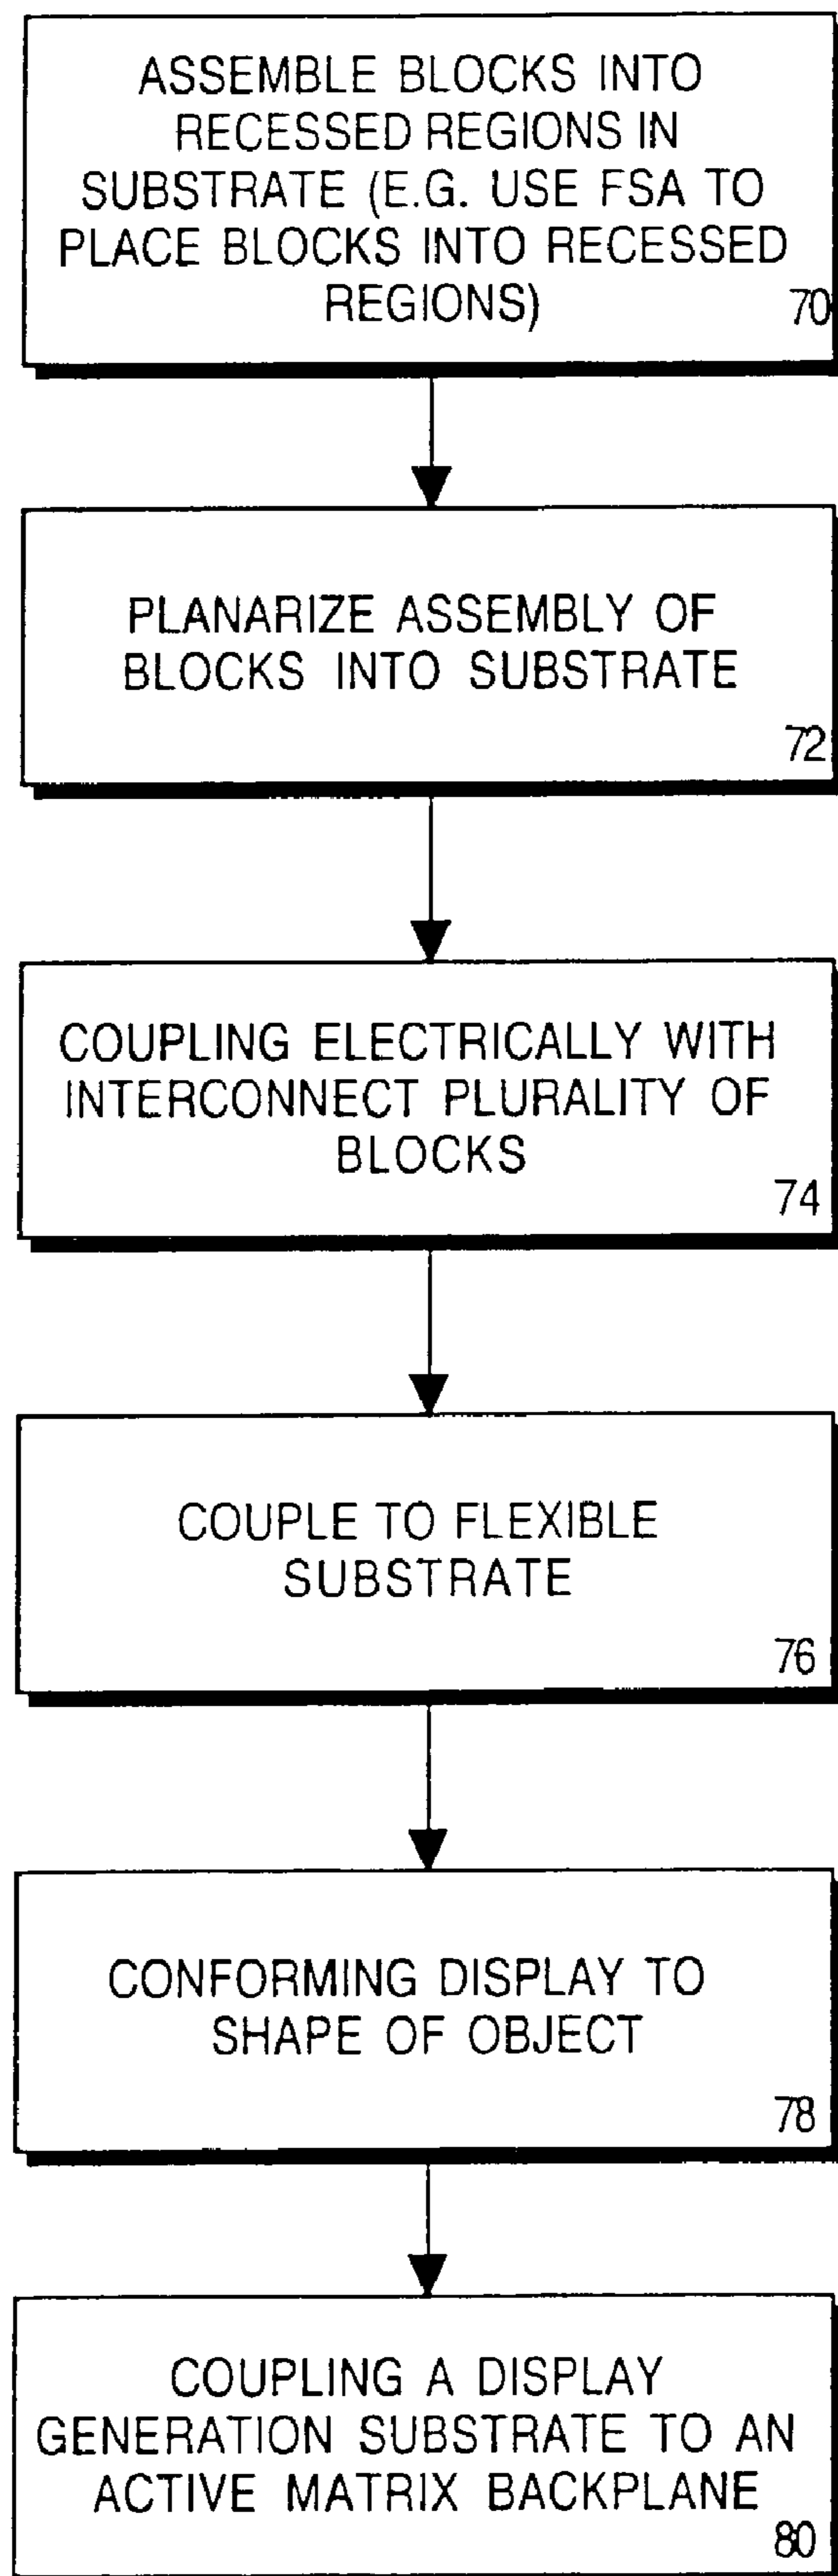 ASSEMBLE BLOCKS INTO
RECESSED REGIONS IN
SUBSTRATE (E.G. USE FSA TO
PLACE BLOCKS INTO RECESSED
REGIONS)
70
PLANARIZE ASSEMBLY OF
BLOCKS INTO SUBSTRATE
72
COUPLING ELECTRICALLY WITH
INTERCONNECT PLURALITY OF
BLOCKS
74
COUPLE TO FLEXIBLE
SUBSTRATE
76
CONFORMING DISPLAY TO
SHAPE OF OBJECT
78
COUPLING A DISPLAY
GENERATION SUBSTRATE TO AN
ACTIVE MATRIX BACKPLANE
80